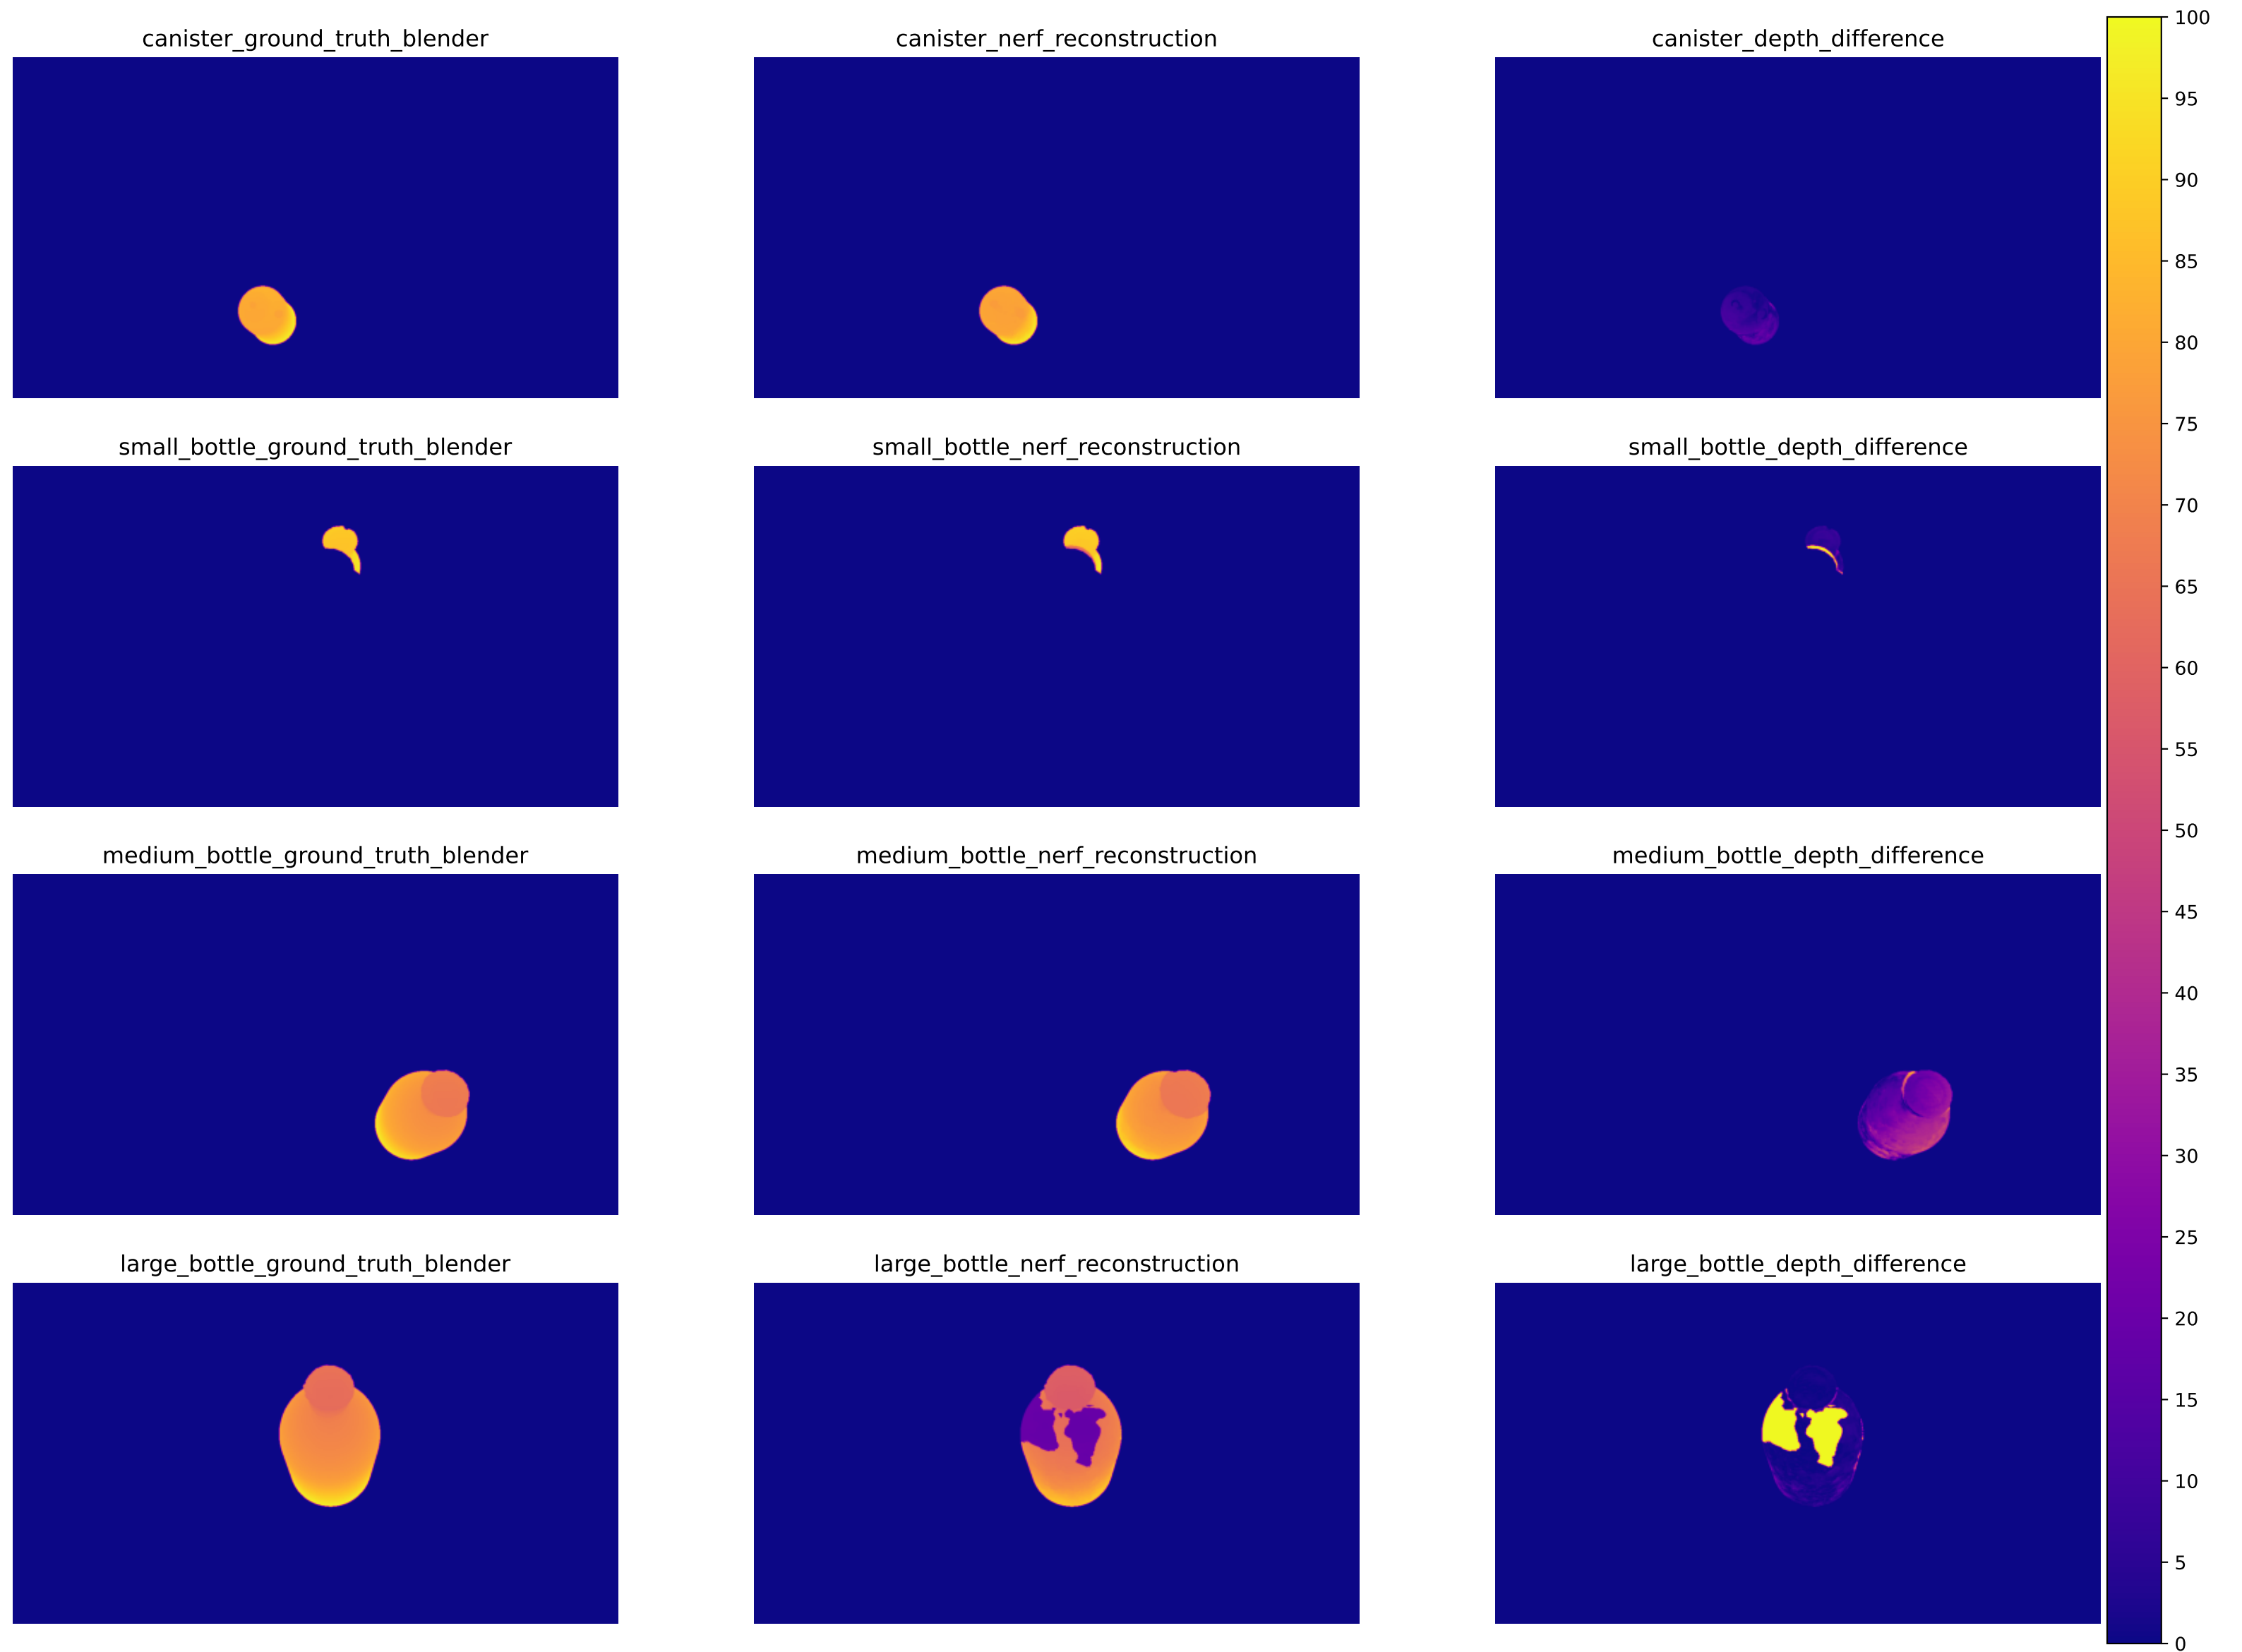 canister_ground_truth_blender
canister_nerf_reconstruction
canister_depth_difference
small_bottle_ground_truth_blender
small_bottle_nerf_reconstruction
small_bottle_depth_difference
medium_bottle_ground_truth_blender
medium_bottle_nerf_reconstruction
medium_bottle_depth_difference
large_bottle_ground_truth_blender
large_bottle_nerf_reconstruction
large_bottle_depth_difference
100
95
90
85
80
75
70
65
60
55
50
45
40
35
30
25
20
15
10
5
0